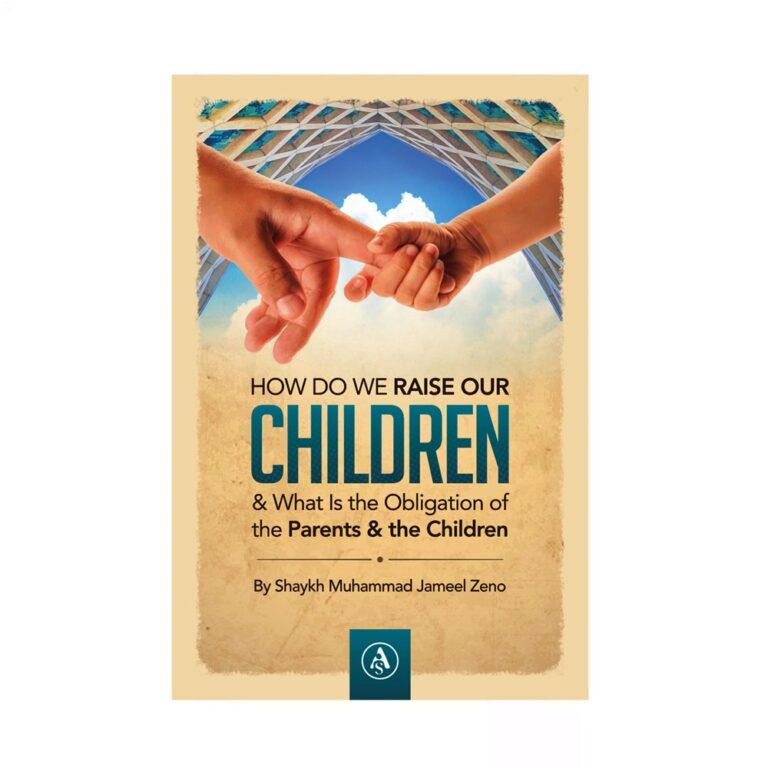 HOW DO WE RAISE OUR
CHILDREN
& What Is the Obligation of
the Parents & the Children
By Shaykh Muhammad Jameel Zeno
AS